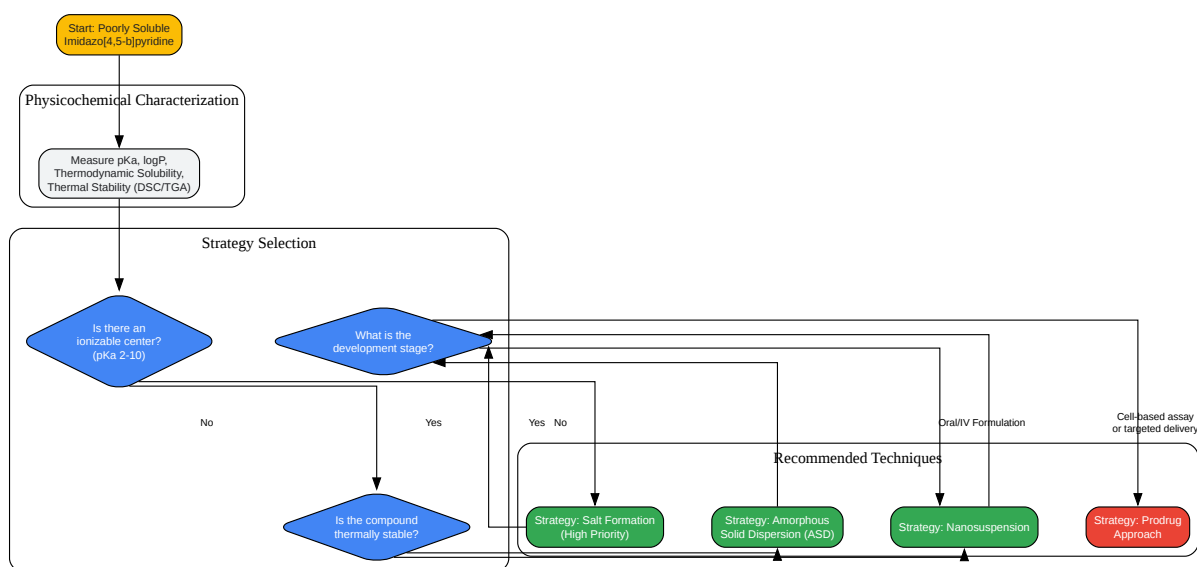 Start: Poorly Soluble
Imidazo[4,5-b]pyridine
Physicochemical Characterization
Measure pKa, logP,
Thermodynamic Solubility,
Thermal Stability (DSC/TGA)
Strategy Selection
Is there an
ionizable center?
(pKa 2-10)
What is the
development stage?
No
Yes
Yes
No
Oral/IV Formulation
Cell-based assay
or targeted delivery
Recommended Techniques
Is the compound
thermally stable?
Strategy: Salt Formation
(High Priority)
Strategy: Amorphous
Solid Dispersion (ASD)
Strategy: Nanosuspension
Strategy: Prodrug
Approach